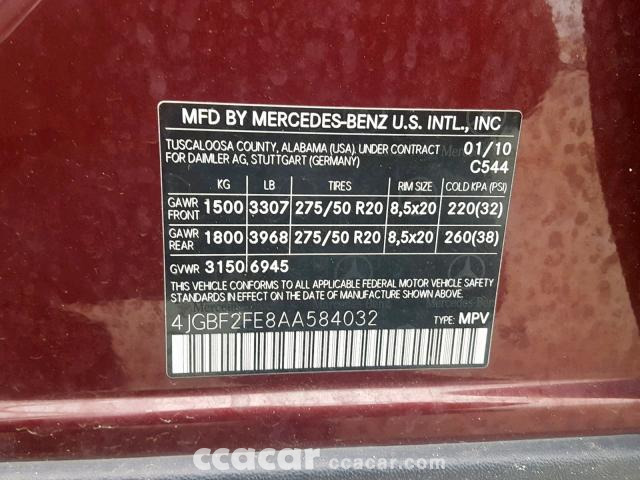 MFD BY MERCEDES-BENZ U.S. INTL., INC
TUSCALOOSA COUNTY, ALABAMA (USA). UNDER CONTRACT 01/10
FOR DAIMLER AG, STUTTGART (GERMANY) C544
KG LB TIRES RIM SIZE COLD KPA (PSI)
GAWR FRONT 1500 3307 275/50 R20 8,5x20 220(32)
GAWR REAR 1800 3968 275/50 R20 8,5x20 260(38)
GVWR 3150 6945
THIS VEHICLE CONFORMS TO ALL APPLICABLE FEDERAL MOTOR VEHICLE SAFETY
STANDARDS IN EFFECT ON THE DATE OF MANUFACTURE SHOWN ABOVE.
4JGBF2FE8AA584032 TYPE: MPV
ccacar ccacar.com